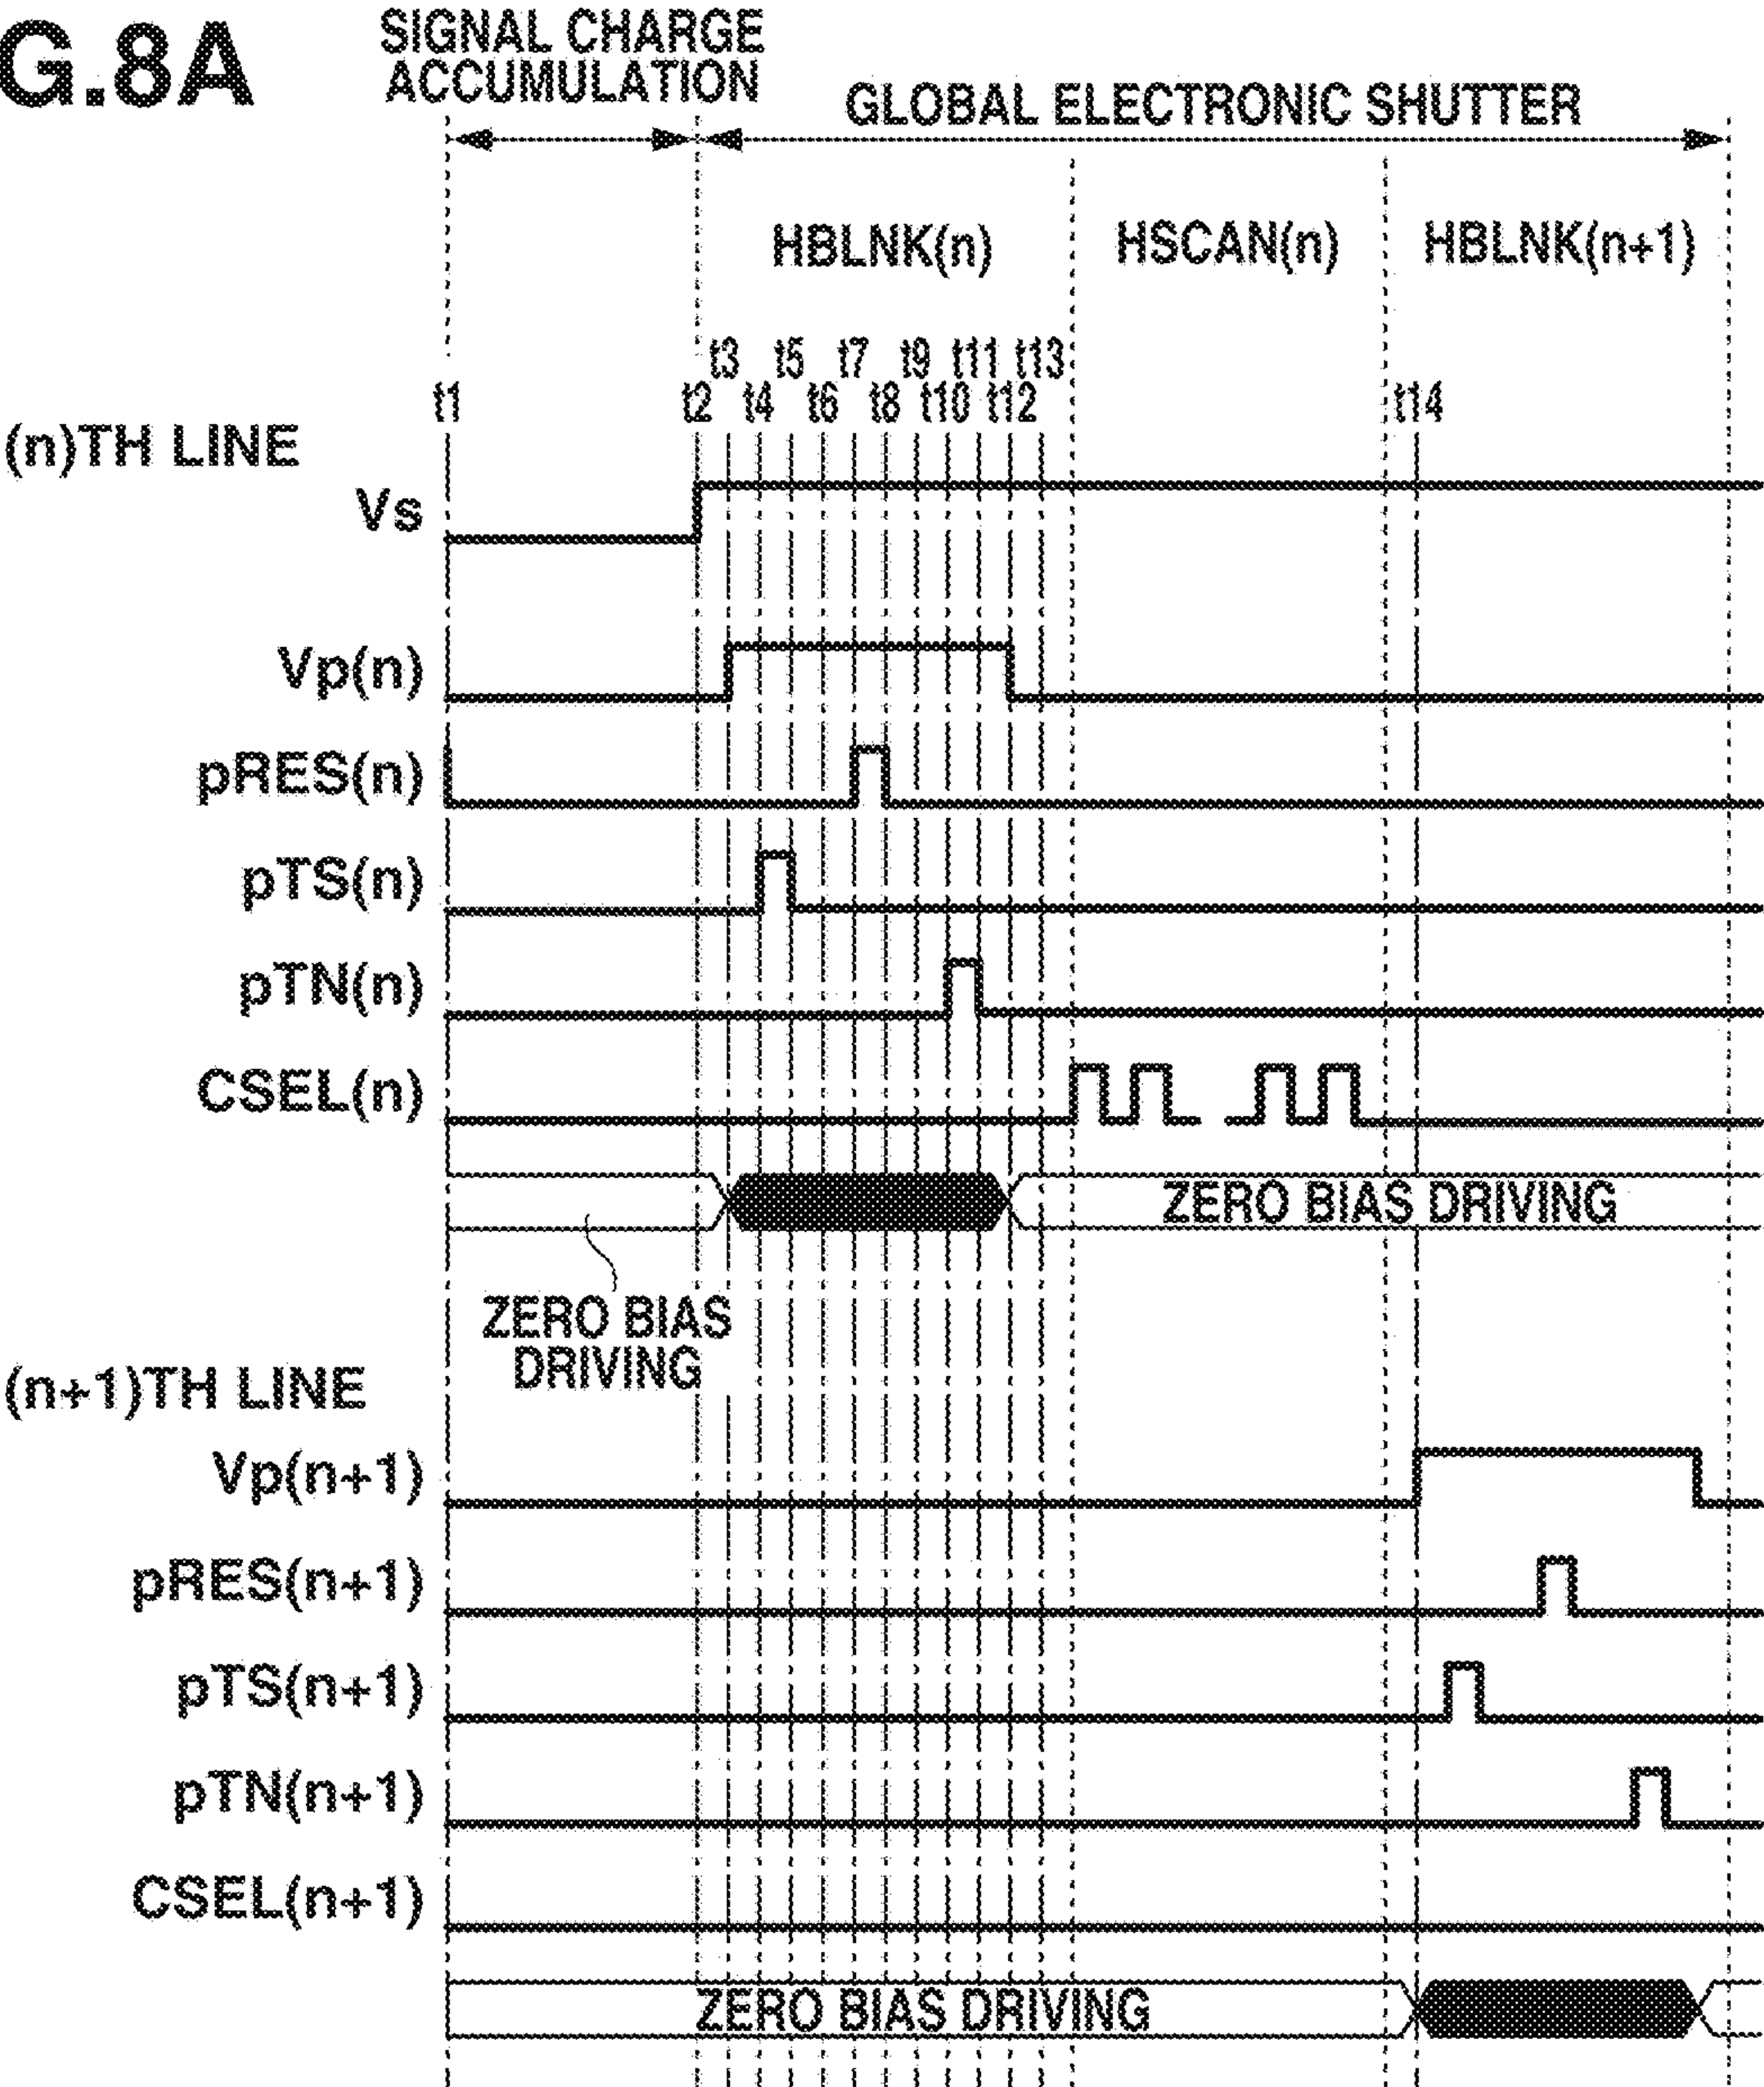 G.8A
SIGNAL CHARGE
ACCUMULATION
GLOBAL ELECTRONIC SHUTTER
HBLNK(n)
HSCAN(n)
HBLNK(n+1)
t3 t5 t7 t9 t11 t13
t1 t2 t4 t6 t8 t10 t12 t14
(n)TH LINE
Vs
Vp(n)
pRES(n)
pTS(n)
pTN(n)
CSEL(n)
ZERO BIAS DRIVING
ZERO BIAS
DRIVING
(n+1)TH LINE
Vp(n+1)
pRES(n+1)
pTS(n+1)
pTN(n+1)
CSEL(n+1)
ZERO BIAS DRIVING